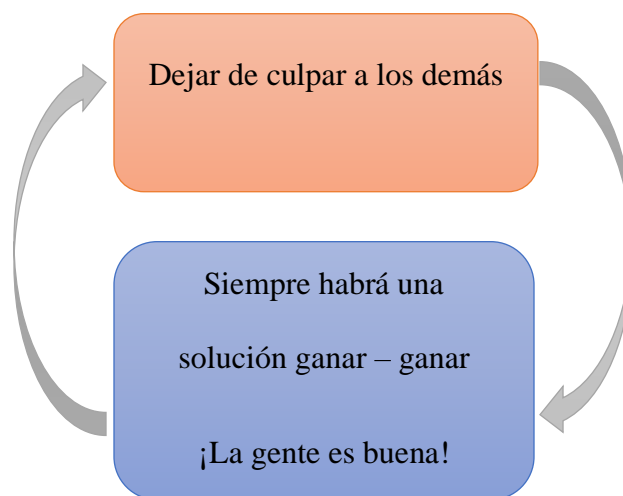 Dejar de culpar a los demás
Siempre habrá una
solución ganar – ganar
¡La gente es buena!